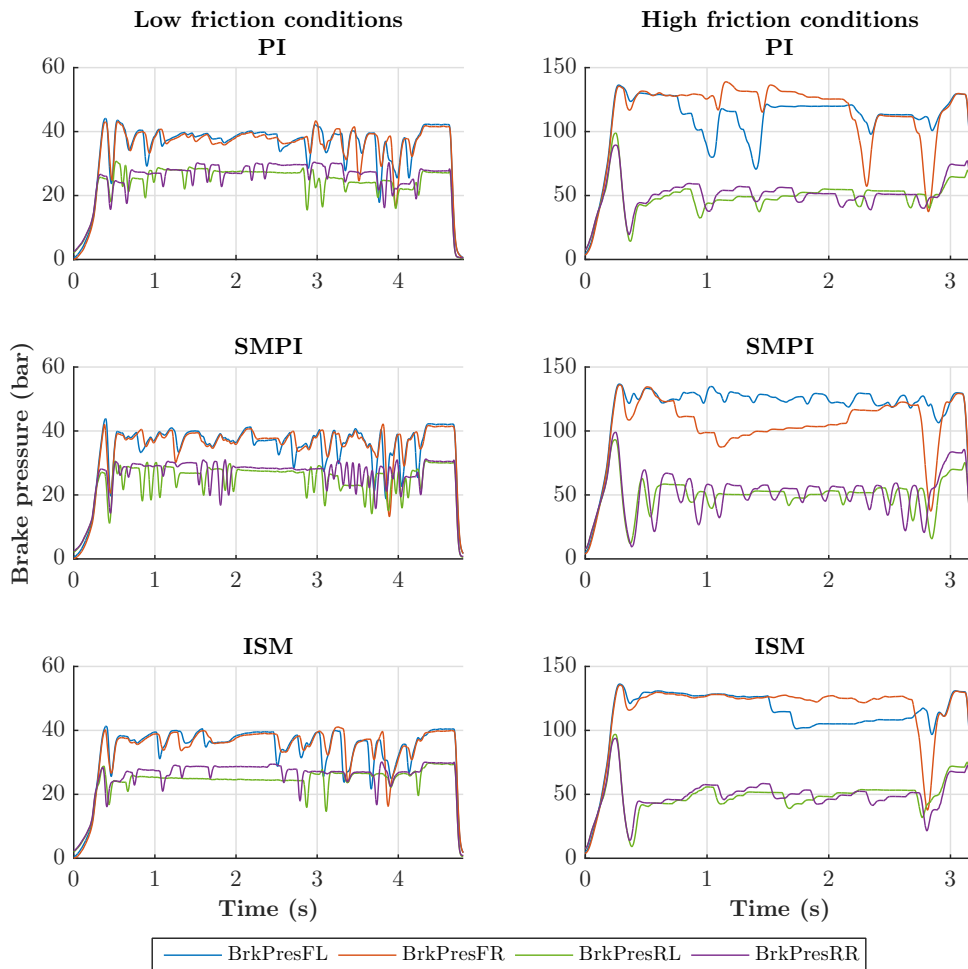 Low friction conditions
PI
High friction conditions
PI
60
40
20
0
0 1 2 3 4
150
100
50
0
0 1 2 3
SMPI
60
40
20
0
0 1 2 3 4
SMPI
150
100
50
0
0 1 2 3
Brake pressure (bar)
ISM
60
40
20
0
0 1 2 3 4
Time (s)
ISM
150
100
50
0
0 1 2 3
Time (s)
BrkPresFL BrkPresFR BrkPresRL BrkPresRR